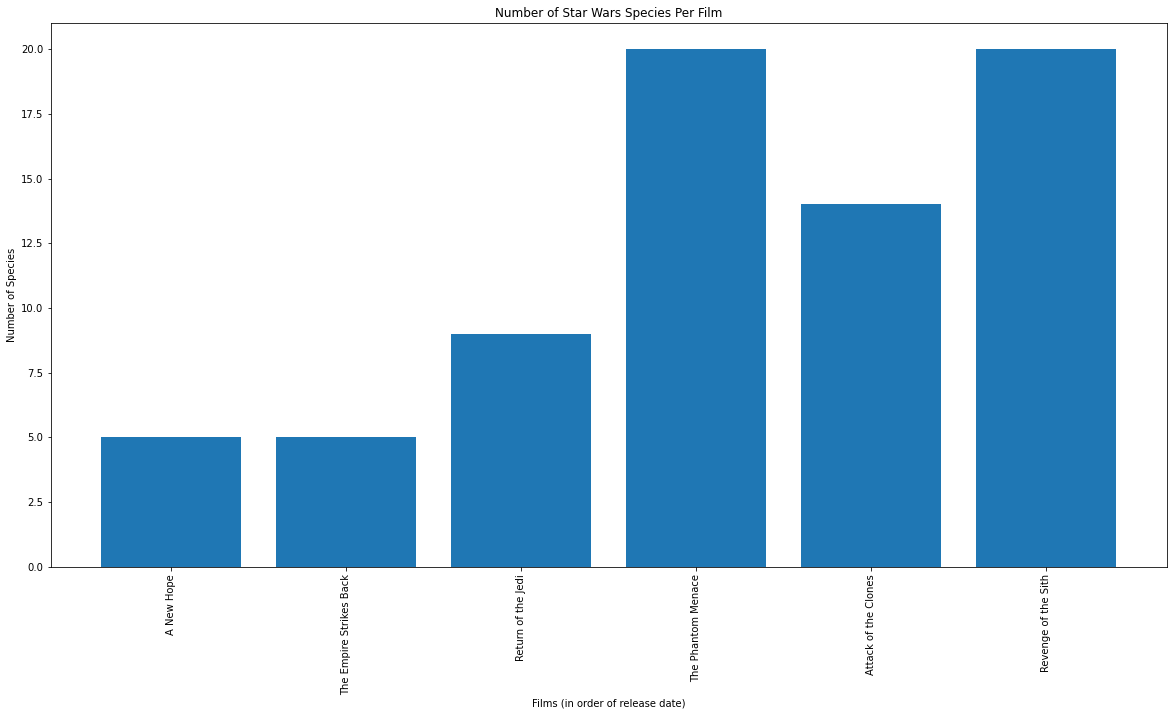 Number of Star Wars Species Per Film
Number of Species
20.0
17.5
15.0
12.5
10.0
7.5
5.0
2.5
0.0
A New Hope
The Empire Strikes Back
Return of the Jedi
The Phantom Menace
Attack of the Clones
Revenge of the Sith
Films (in order of release date)